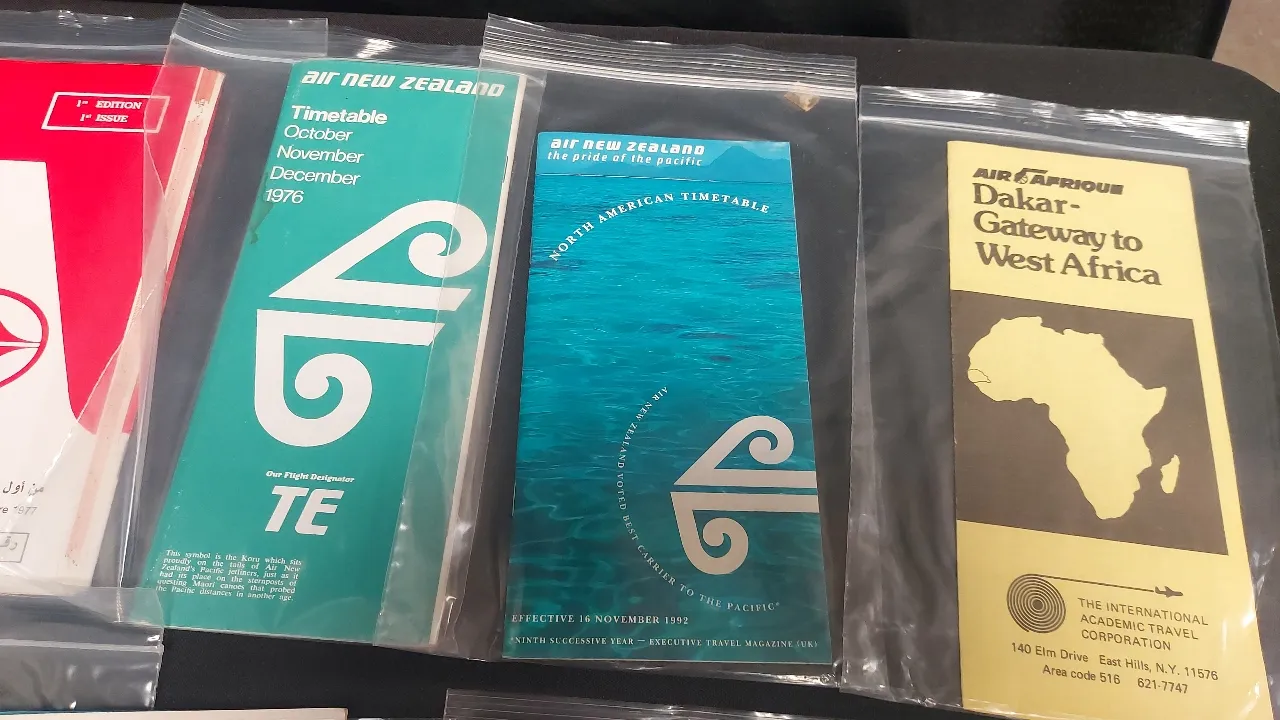 1st EDITION
1st ISSUE
من أول
1977
air new zealand
Timetable
October
November
December
1976
Our Flight Designator
TE
This symbol is the Koru which sits
proudly on the tails of Air New
Zealand's Pacific jetliners, just as it
had its place on the sternposts of
questing Maori canoes that probed
the Pacific distances in another age.
air new zealand
the pride of the pacific
NORTH AMERICAN TIMETABLE
AIR NEW ZEALAND VOTED BEST CARRIER TO THE PACIFIC*
EFFECTIVE 16 NOVEMBER 1992
*NINTH SUCCESSIVE YEAR — EXECUTIVE TRAVEL MAGAZINE (UK)
AIR AFRIQUE
Dakar-
Gateway to
West Africa
THE INTERNATIONAL
ACADEMIC TRAVEL
CORPORATION
140 Elm Drive East Hills, N.Y. 11576
Area code 516 621-7747